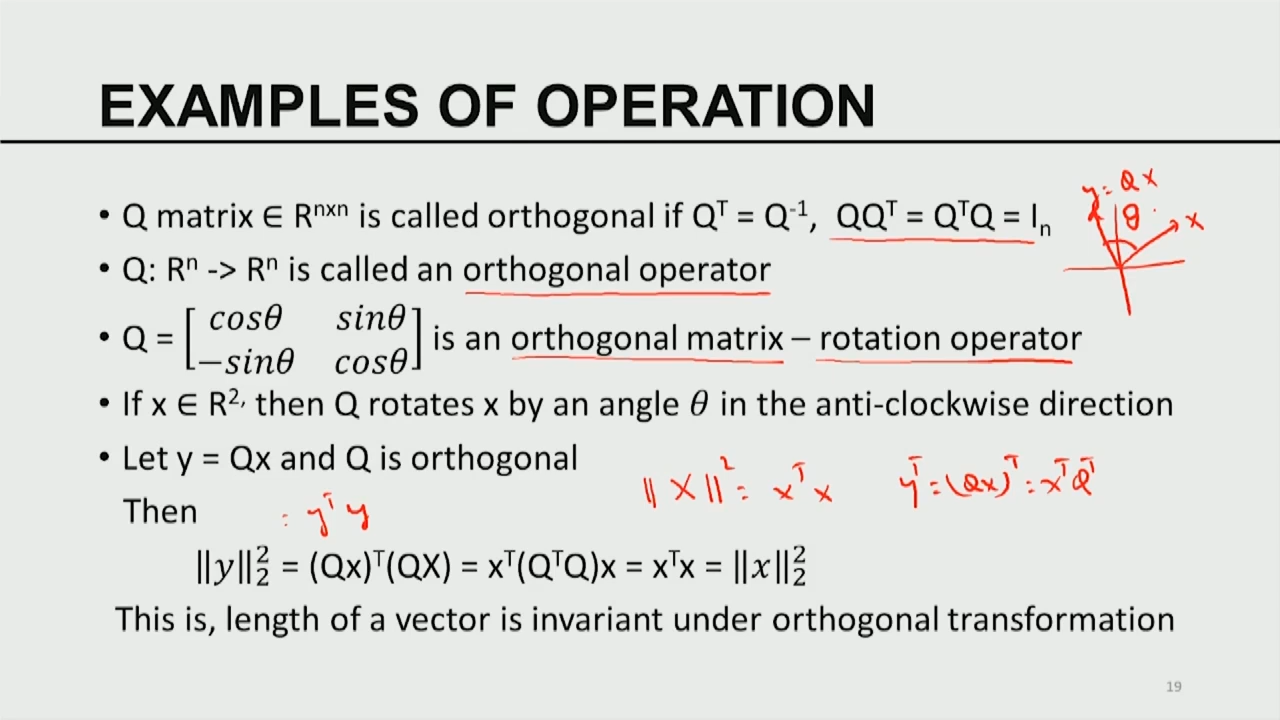 EXAMPLES OF OPERATION
y = Qx
θ
x
• Q matrix ∈ Rⁿˣⁿ is called orthogonal if Qᵀ = Q⁻¹, QQᵀ = QᵀQ = Iₙ
• Q: Rⁿ -> Rⁿ is called an orthogonal operator
• Q = [cosθ sinθ
−sinθ cosθ] is an orthogonal matrix – rotation operator
• If x ∈ R², then Q rotates x by an angle θ in the anti-clockwise direction
• Let y = Qx and Q is orthogonal
‖x‖² = xᵀx yᵀ = (Qx)ᵀ = xᵀQᵀ
Then = yᵀy
‖y‖₂² = (Qx)ᵀ(QX) = xᵀ(QᵀQ)x = xᵀx = ‖x‖₂²
This is, length of a vector is invariant under orthogonal transformation
19